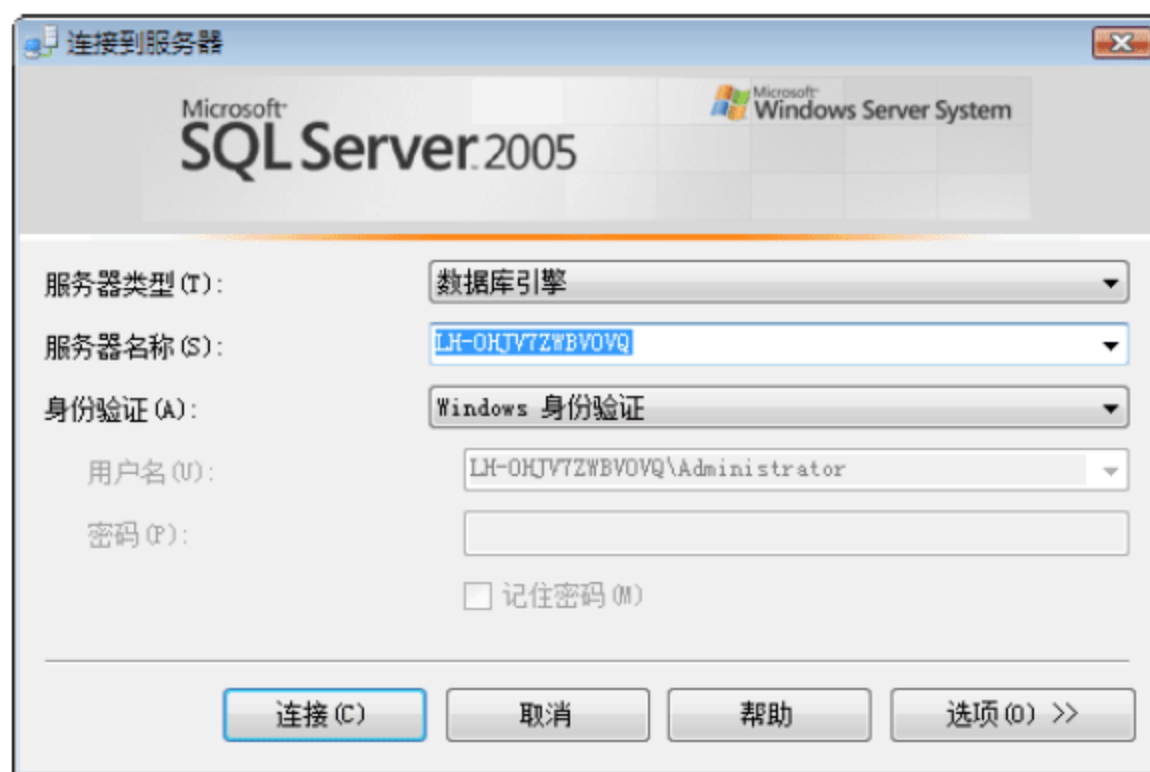 连接到服务器
Microsoft
SQL Server 2005
Microsoft
Windows Server System
服务器类型(T): 数据库引擎
服务器名称(S): LH-OHJV7ZWBVOVQ
身份验证(A): Windows 身份验证
用户名(U): LH-OHJV7ZWBVOVQ\Administrator
密码(P):
记住密码(M)
连接(C) 取消 帮助 选项(O) >>